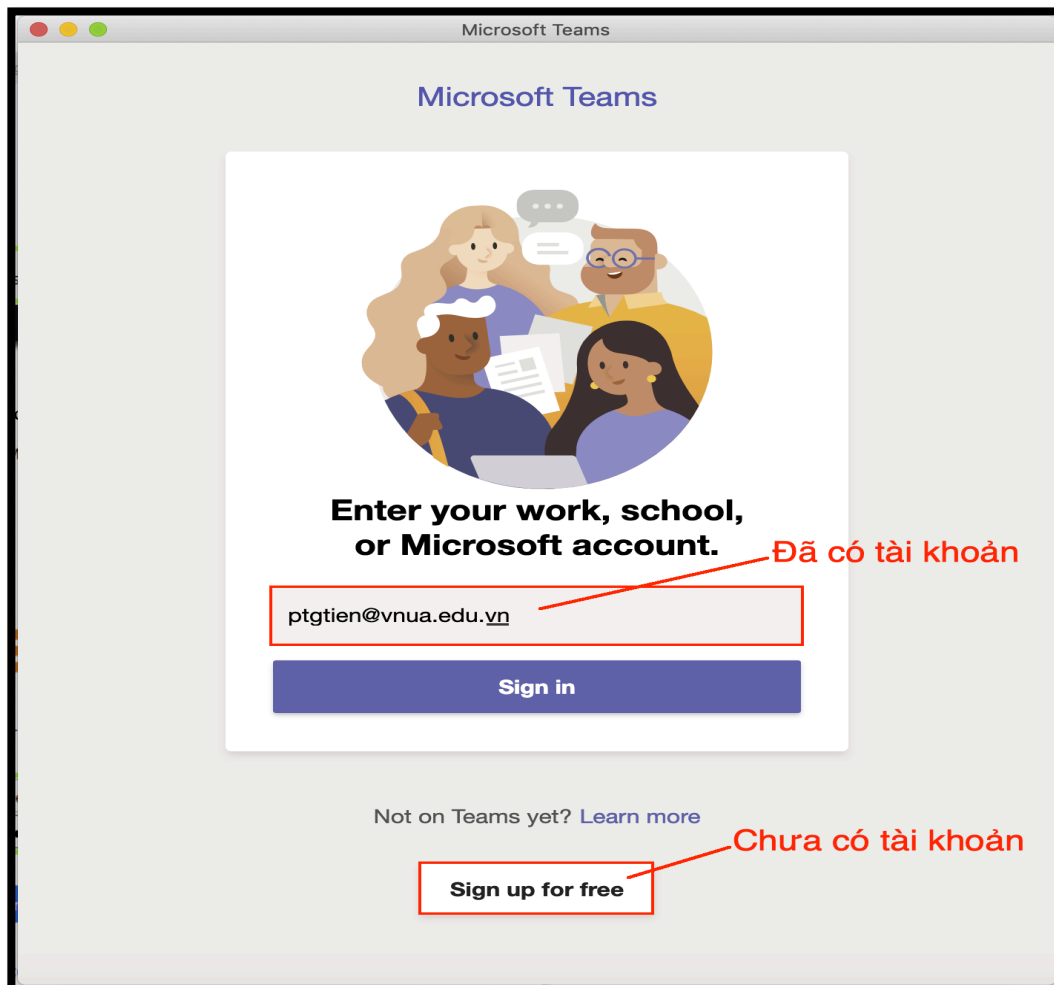 Microsoft Teams
Microsoft Teams
Enter your work, school,
or Microsoft account.
Đã có tài khoản
ptgtien@vnua.edu.vn
Sign in
Not on Teams yet? Learn more
Chưa có tài khoản
Sign up for free